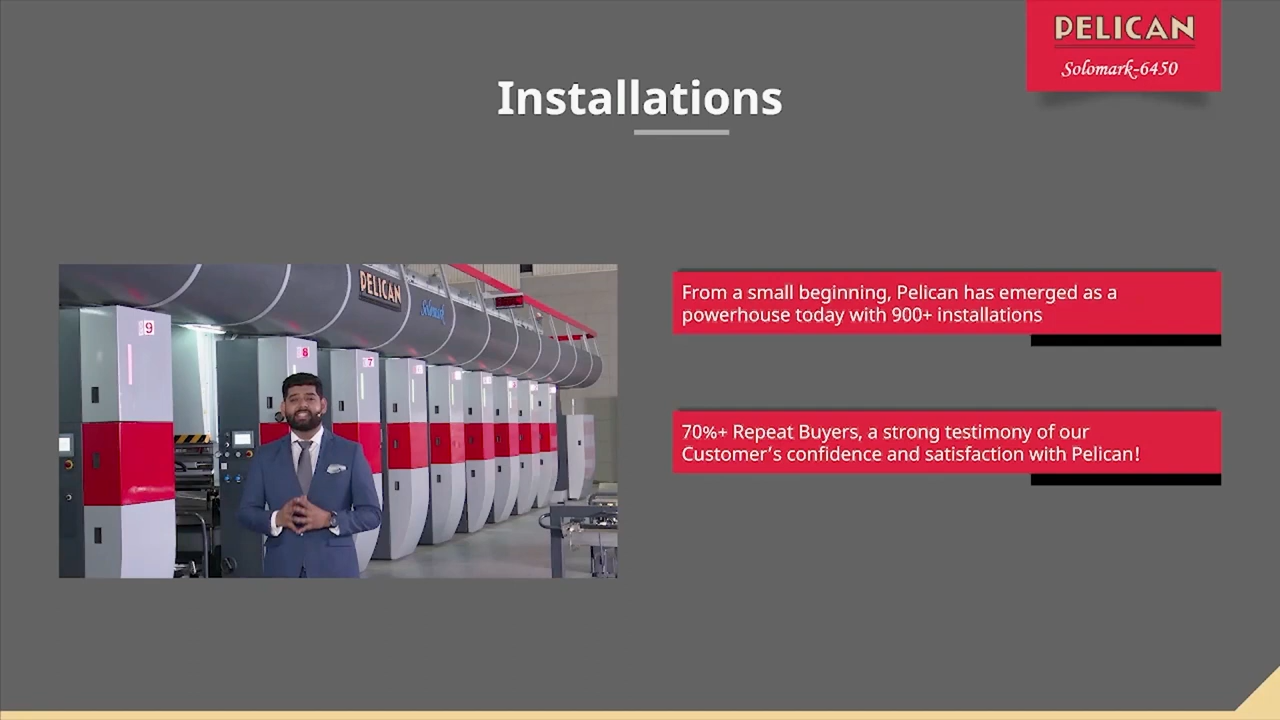 PELICAN
Solomark-6450
Installations
PELICAN
Solomark
9
8
7
From a small beginning, Pelican has emerged as a
powerhouse today with 900+ installations
70%+ Repeat Buyers, a strong testimony of our
Customer’s confidence and satisfaction with Pelican!